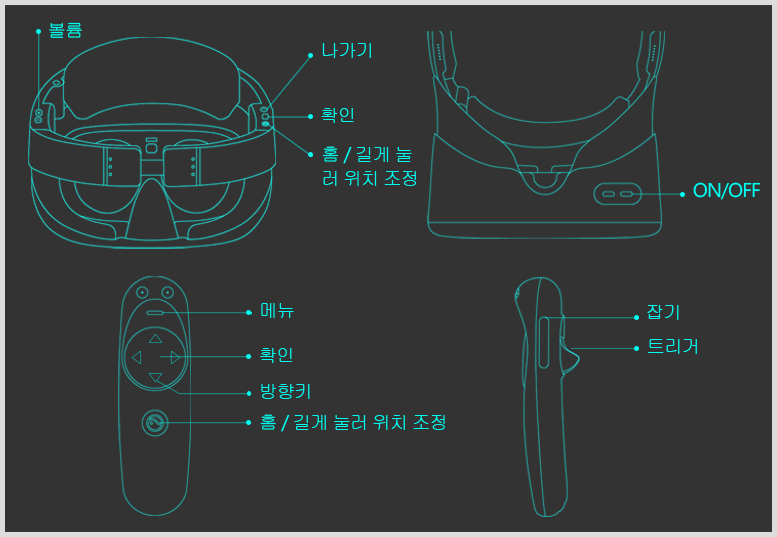 볼륨
나가기
확인
홈 / 길게 눌
러 위치 조정
ON/OFF
메뉴
확인
방향키
홈 / 길게 눌러 위치 조정
잡기
트리거